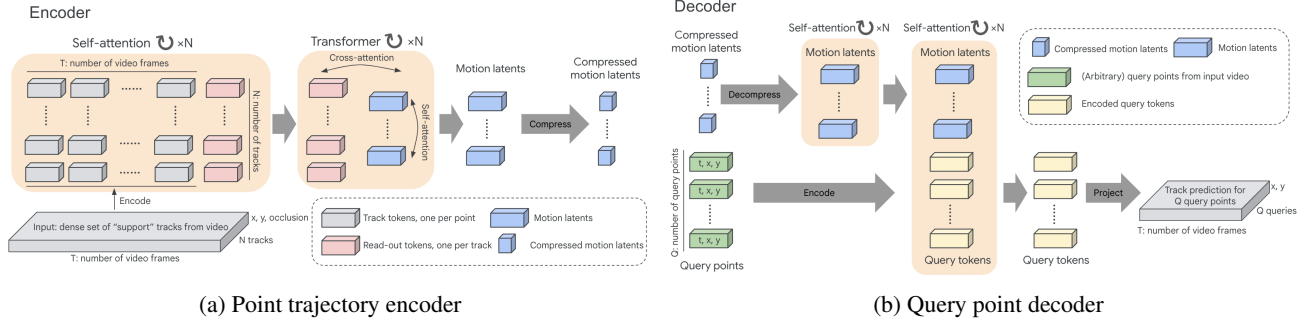 Encoder
Self-attention ×N
T: number of video frames
N: number of tracks
Encode
Input: dense set of “support” tracks from video
x, y, occlusion
N tracks
T: number of video frames
Transformer ×N
Cross-attention
Self-attention
Motion latents
Compress
Compressed
motion latents
Track tokens, one per point
Motion latents
Read-out tokens, one per track
Compressed motion latents
(a) Point trajectory encoder
Decoder
Compressed
motion latents
Decompress
Self-attention ×N
Motion latents
Self-attention ×N
Motion latents
Compressed motion latents
Motion latents
(Arbitrary) query points from input video
Encoded query tokens
Q: number of query points
t, x, y
t, x, y
t, x, y
Query points
Encode
Query tokens
Query tokens
Project
Track prediction for
Q query points
x, y
Q queries
T: number of video frames
(b) Query point decoder